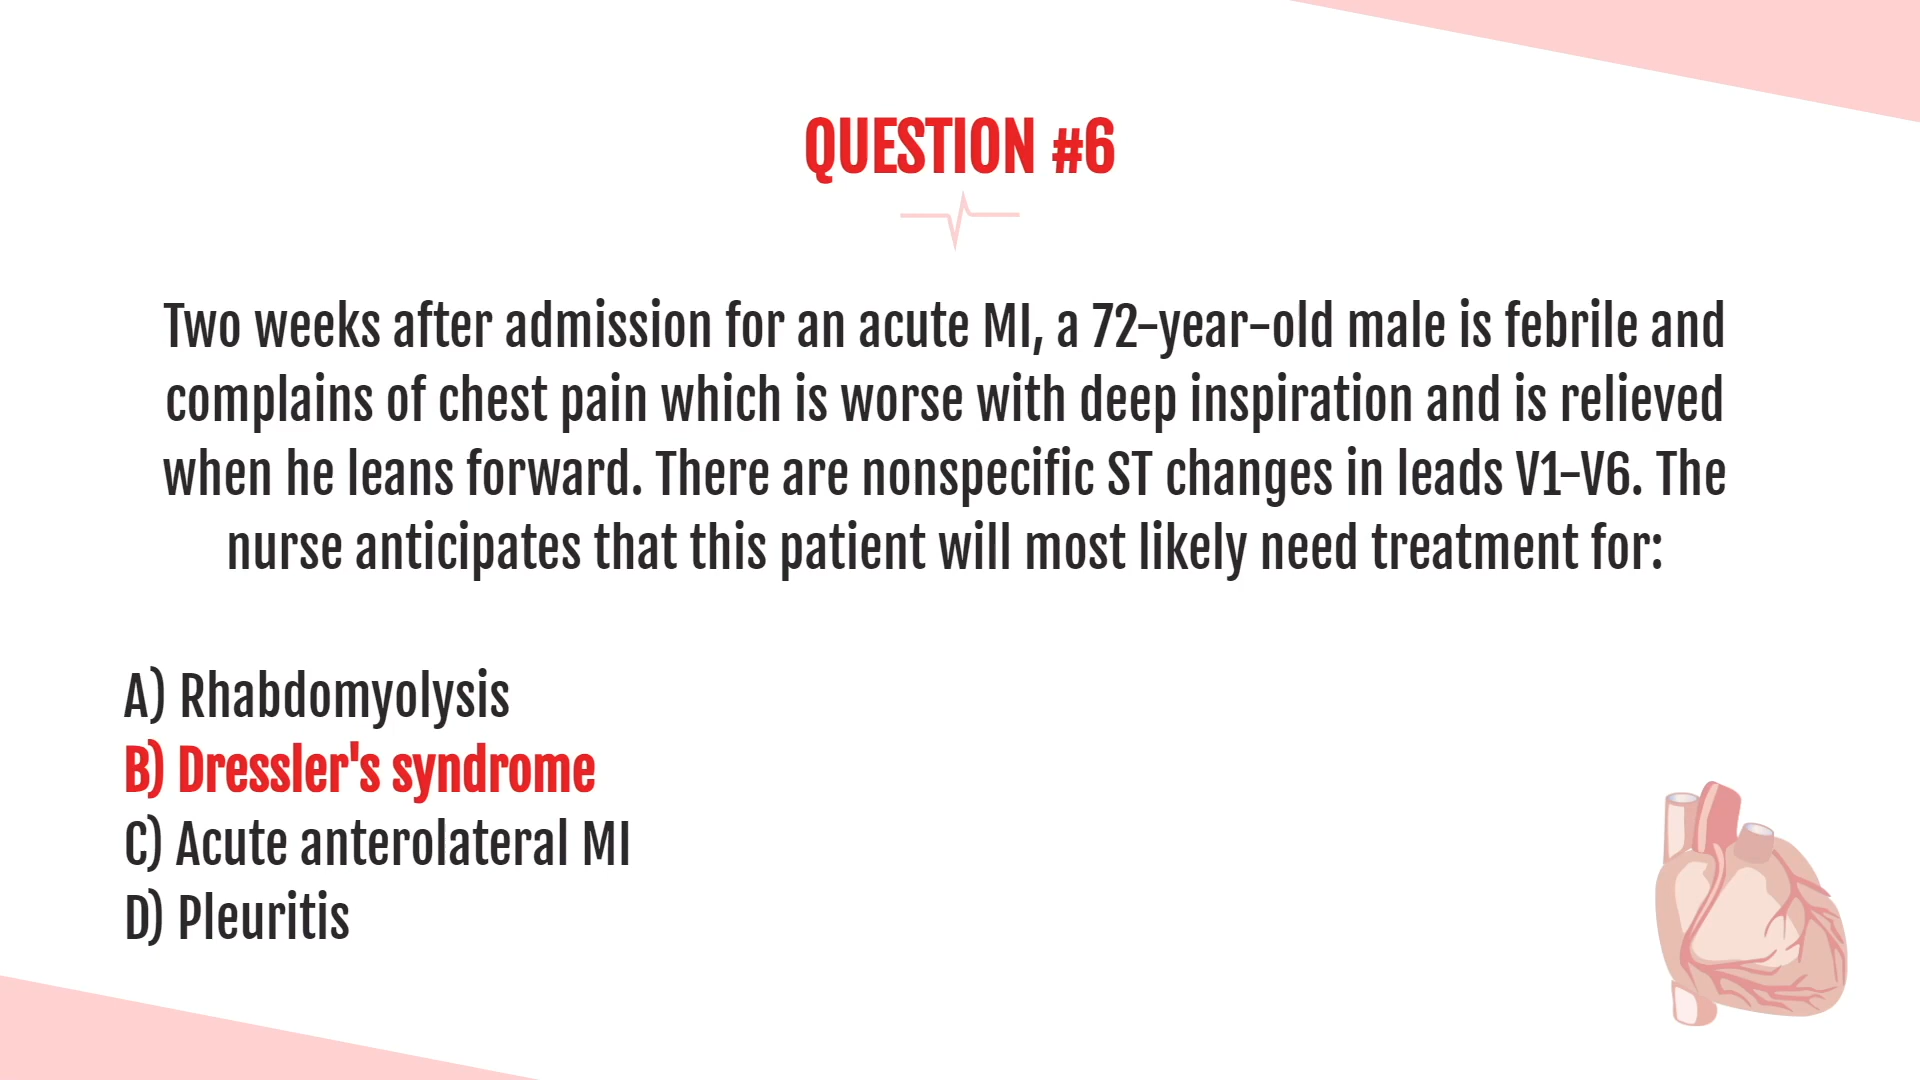 QUESTION #6
Two weeks after admission for an acute MI, a 72-year-old male is febrile and
complains of chest pain which is worse with deep inspiration and is relieved
when he leans forward. There are nonspecific ST changes in leads V1-V6. The
nurse anticipates that this patient will most likely need treatment for:
A) Rhabdomyolysis
B) Dressler's syndrome
C) Acute anterolateral MI
D) Pleuritis